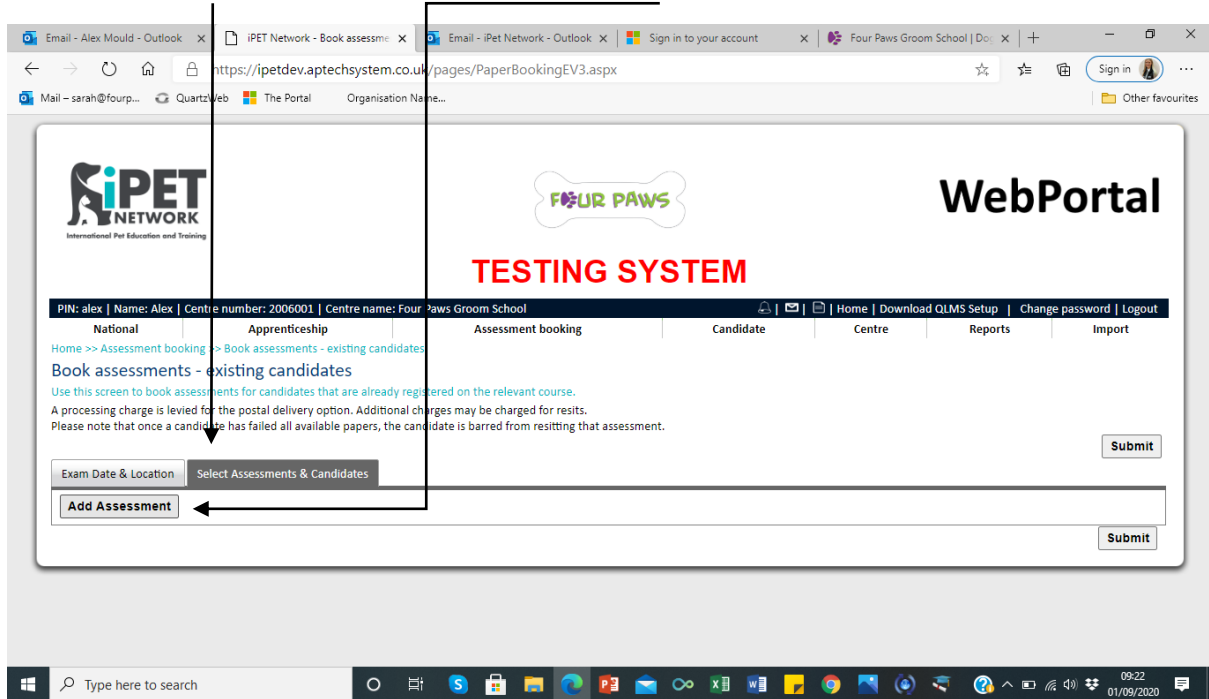 Email - Alex Mould - Outlook
iPET Network - Book assessme
Email - iPet Network - Outlook
Sign in to your account
Four Paws Groom School | Do
https://ipetdev.aptechsystem.co.uk/pages/PaperBookingEV3.aspx
Sign in
Mail – sarah@fourp...
QuartzWeb
The Portal
Organisation Name...
Other favourites
iPET
NETWORK
International Pet Education and Training
FOUR PAWS
WebPortal
TESTING SYSTEM
PIN: alex | Name: Alex | Centre number: 2006001 | Centre name: Four Paws Groom School
| Home | Download QLMS Setup | Change password | Logout
National Apprenticeship Assessment booking Candidate Centre Reports Import
Home >> Assessment booking >> Book assessments - existing candidates
Book assessments - existing candidates
Use this screen to book assessments for candidates that are already registered on the relevant course.
A processing charge is levied for the postal delivery option. Additional charges may be charged for resits.
Please note that once a candidate has failed all available papers, the candidate is barred from resitting that assessment.
Submit
Exam Date & Location
Select Assessments & Candidates
Add Assessment
Submit
Type here to search
09:22
01/09/2020